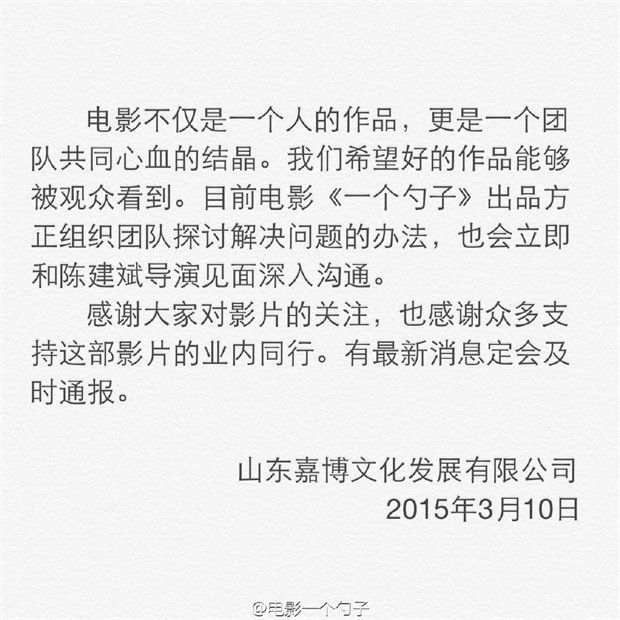 电影不仅是一个人的作品，更是一个团
队共同心血的结晶。我们希望好的作品能够
被观众看到。目前电影《一个勺子》出品方
正组织团队探讨解决问题的办法，也会立即
和陈建斌导演见面深入沟通。
感谢大家对影片的关注，也感谢众多支
持这部影片的业内同行。有最新消息定会及
时通报。
山东嘉博文化发展有限公司
2015年3月10日
@电影一个勺子